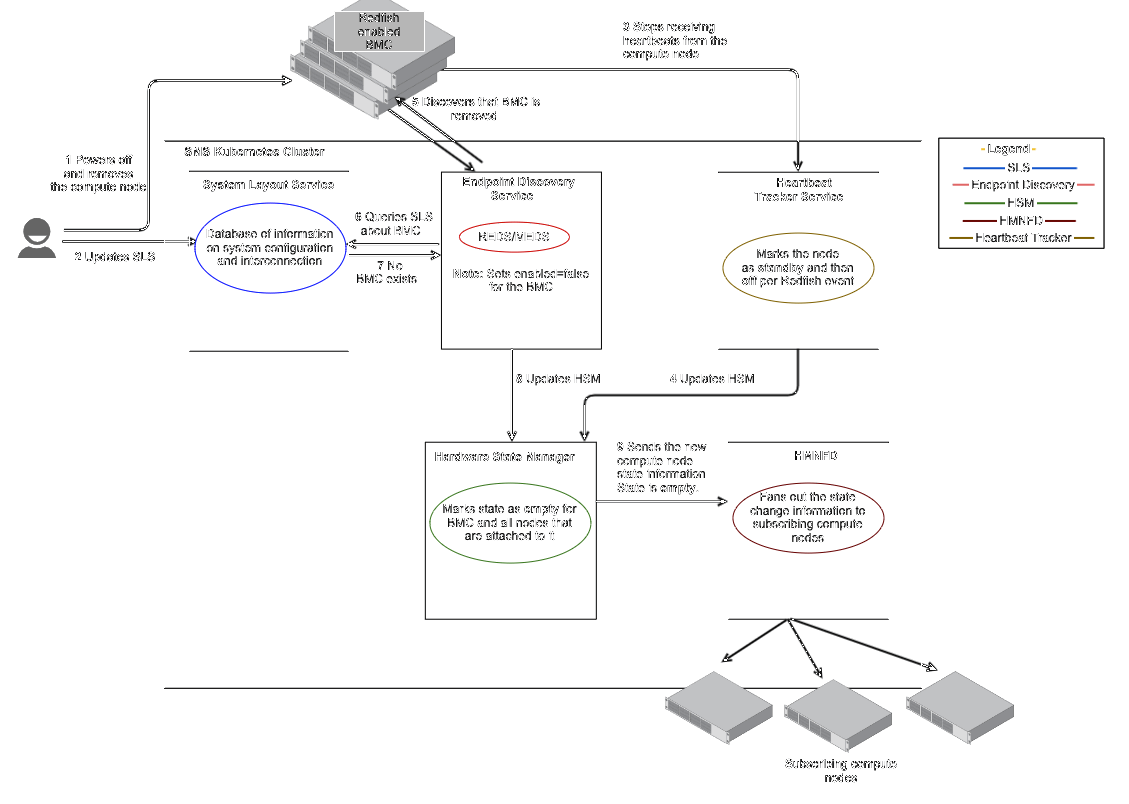 Redfish
enabled
BMC
3 Stops receiving
heartbeats from the
compute node
5 Discovers that BMC is
removed
1 Powers off
and removes
the compute node
SMS Kubernetes Cluster
System Layout Service
Database of information
on system configuration
and interconnection
2 Updates SLS
6 Queries SLS
about BMC
7 No
BMC exists
Endpoint Discovery
Service
REDS/MEDS
Note: Sets enabled=false
for the BMC
Heartbeat
Tracker Service
Marks the node
as standby and then
off per Redfish event
Legend
SLS
Endpoint Discovery
HSM
HMNFD
Heartbeat Tracker
8 Updates HSM
4 Updates HSM
Hardware State Manager
Marks state as empty for
BMC and all nodes that
are attached to it
9 Sends the new
compute node
state information
State is empty.
HMNFD
Fans out the state
change information to
subscribing compute
nodes
Subscribing compute
nodes